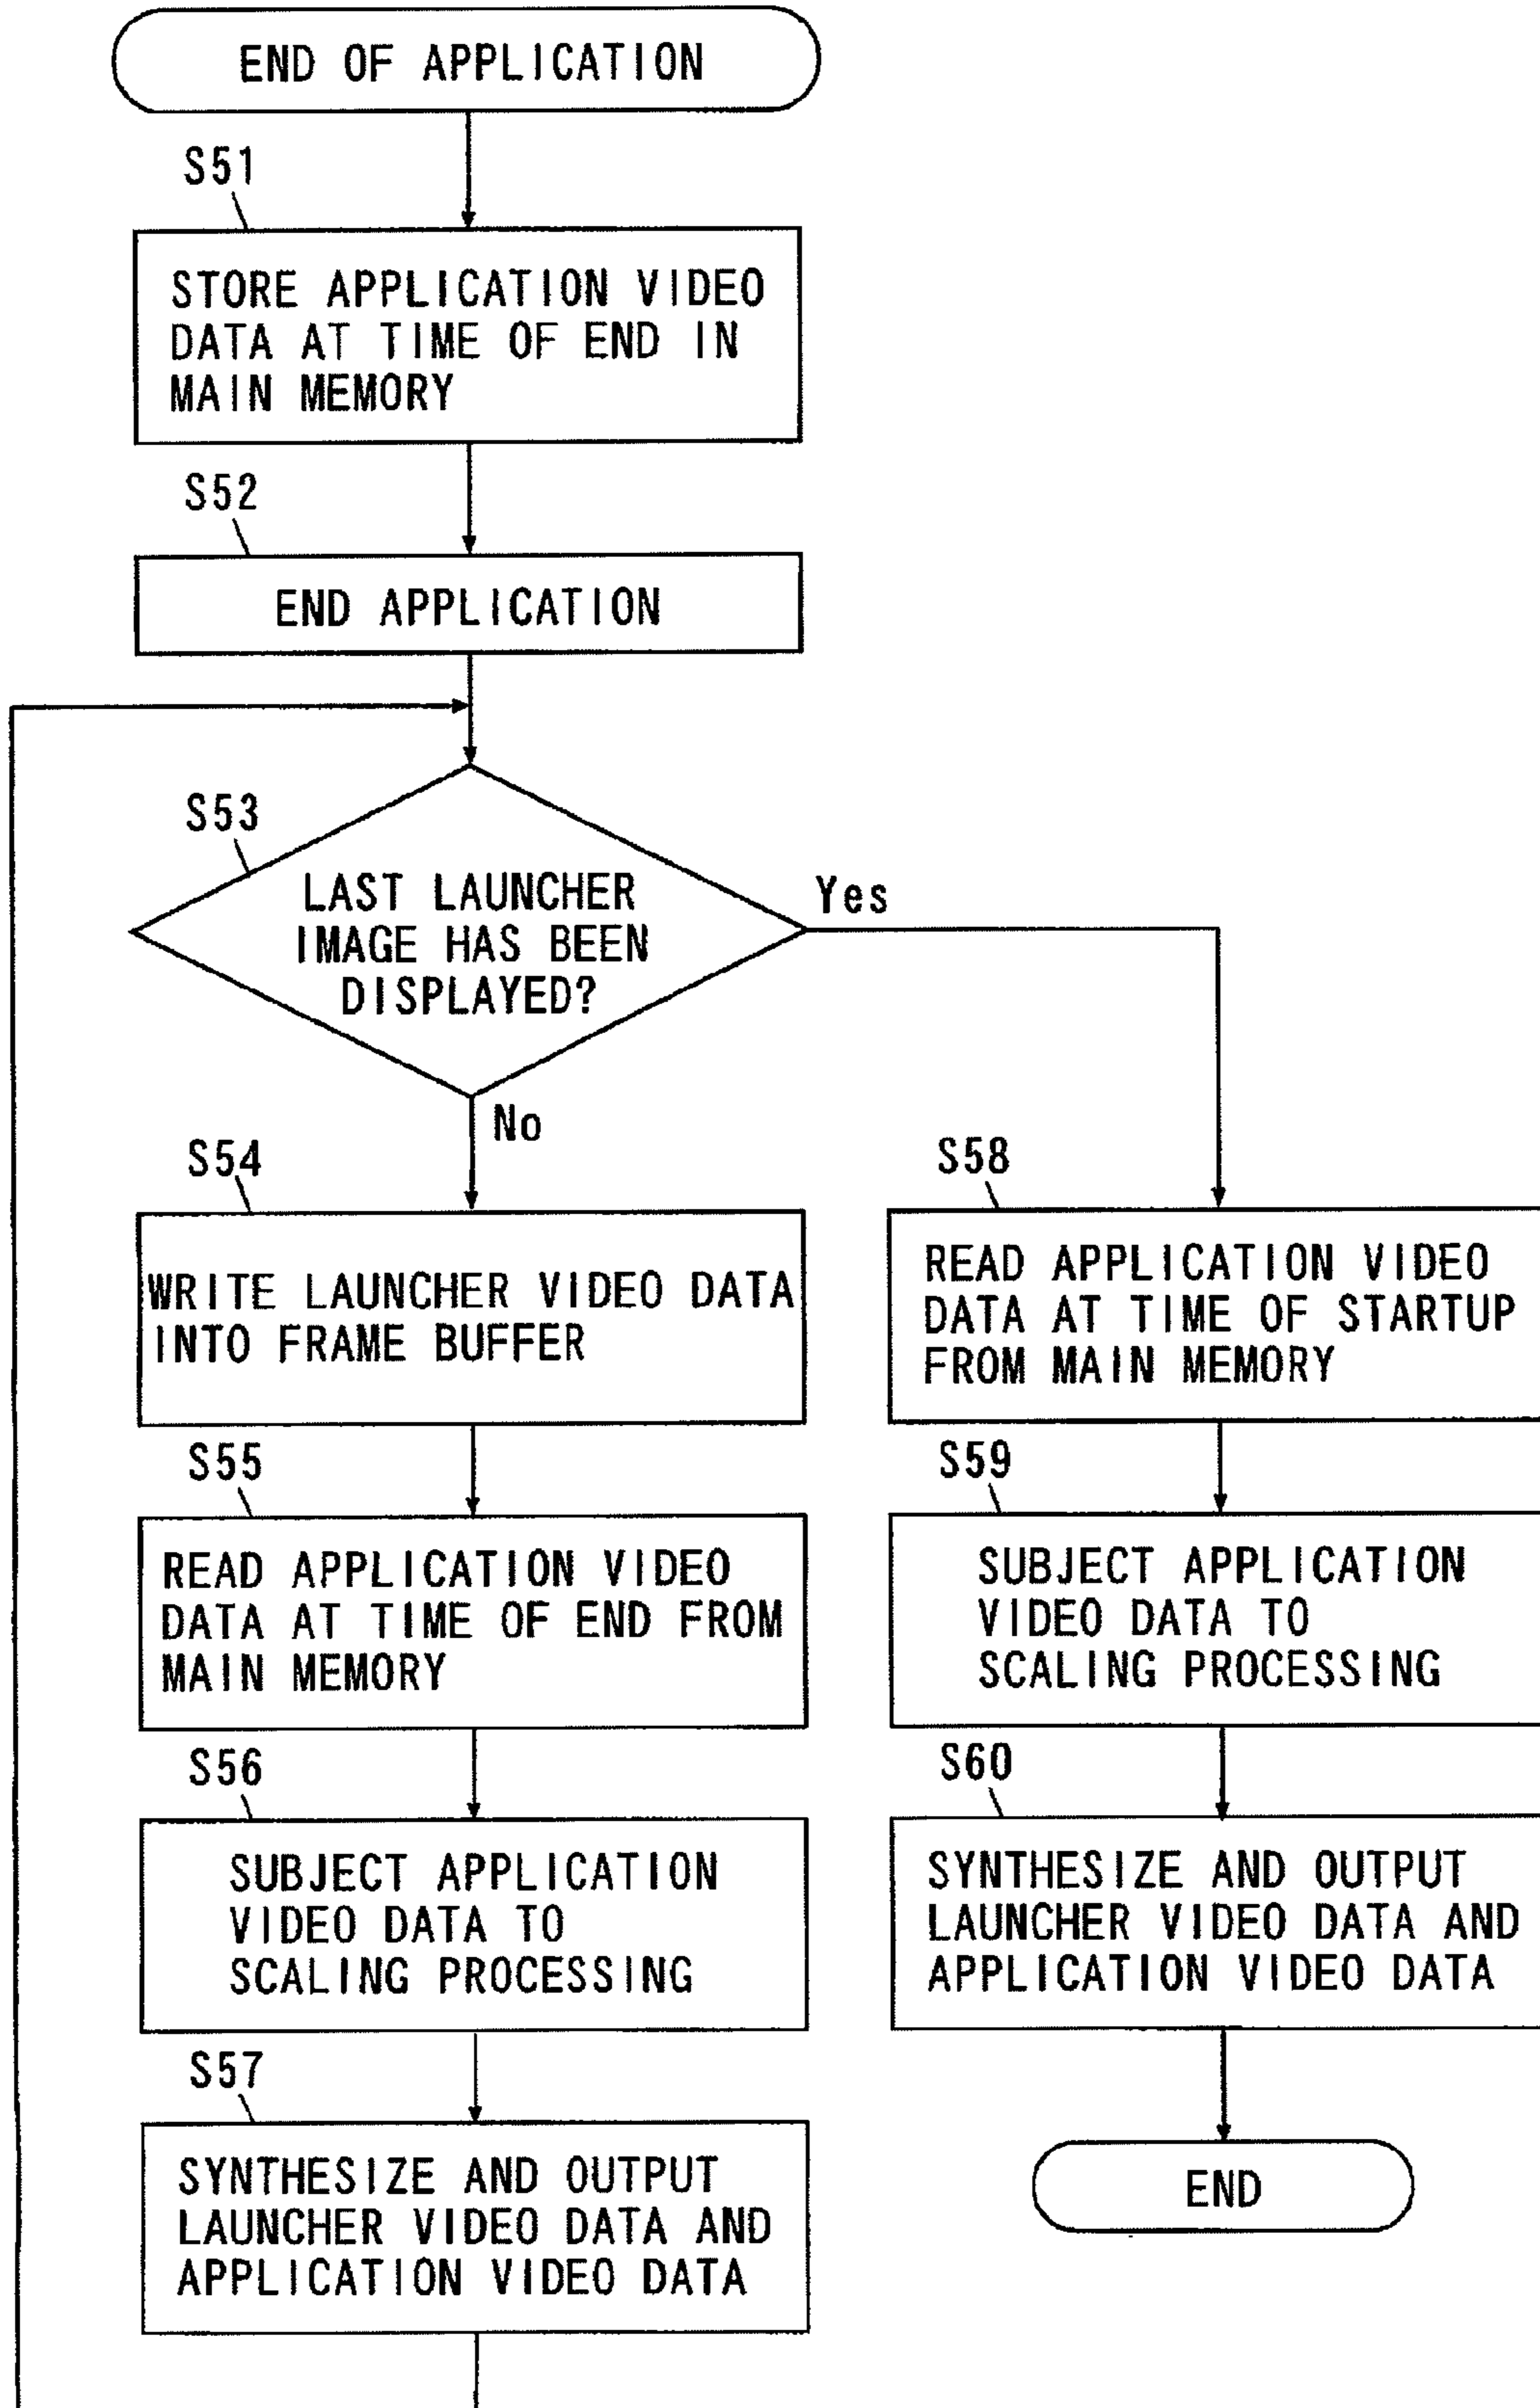 END OF APPLICATION
S51
STORE APPLICATION VIDEO
DATA AT TIME OF END IN
MAIN MEMORY
S52
END APPLICATION
S53
LAST LAUNCHER
IMAGE HAS BEEN
DISPLAYED?
Yes
No
S54
WRITE LAUNCHER VIDEO DATA
INTO FRAME BUFFER
S55
READ APPLICATION VIDEO
DATA AT TIME OF END FROM
MAIN MEMORY
S56
SUBJECT APPLICATION
VIDEO DATA TO
SCALING PROCESSING
S57
SYNTHESIZE AND OUTPUT
LAUNCHER VIDEO DATA AND
APPLICATION VIDEO DATA
S58
READ APPLICATION VIDEO
DATA AT TIME OF STARTUP
FROM MAIN MEMORY
S59
SUBJECT APPLICATION
VIDEO DATA TO
SCALING PROCESSING
S60
SYNTHESIZE AND OUTPUT
LAUNCHER VIDEO DATA AND
APPLICATION VIDEO DATA
END